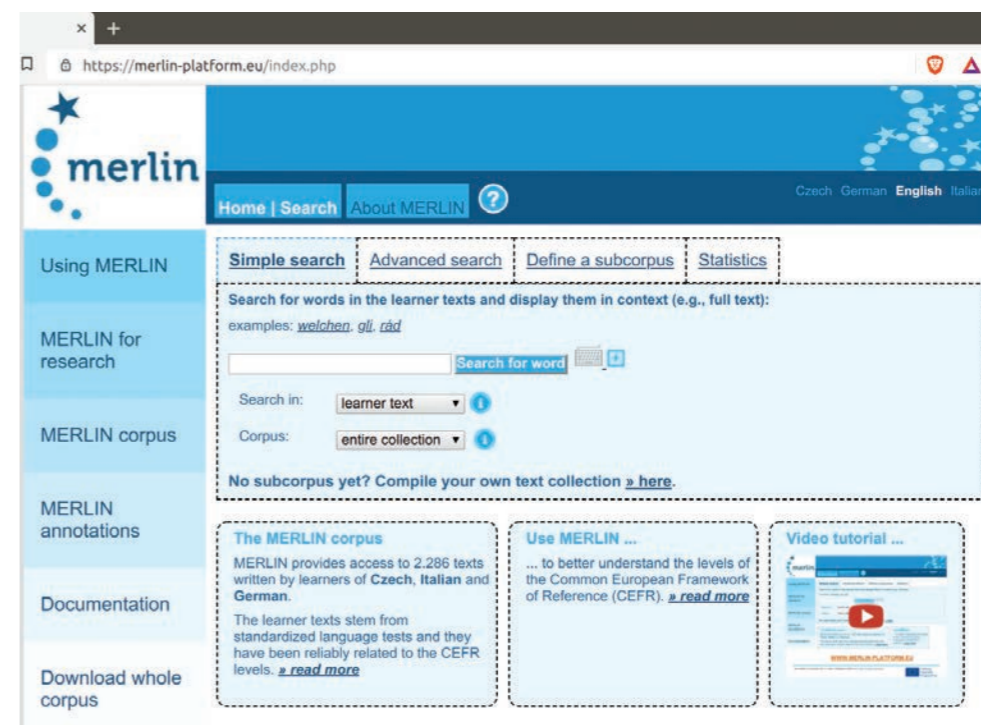 × +
https://merlin-platform.eu/index.php
merlin
Home | Search About MERLIN ?
Czech German English Italian
Using MERLIN
MERLIN for
research
MERLIN corpus
MERLIN
annotations
Documentation
Download whole
corpus
Simple search Advanced search Define a subcorpus Statistics
Search for words in the learner texts and display them in context (e.g., full text):
examples: welchen, gli, rád
Search for word
Search in: learner text
Corpus: entire collection
No subcorpus yet? Compile your own text collection » here.
The MERLIN corpus
MERLIN provides access to 2.286 texts
written by learners of Czech, Italian and
German.
The learner texts stem from
standardized language tests and they
have been reliably related to the CEFR
levels. » read more
Use MERLIN ...
... to better understand the levels of
the Common European Framework
of Reference (CEFR). » read more
Video tutorial ...
merlin
WWW.MERLIN-PLATFORM.EU